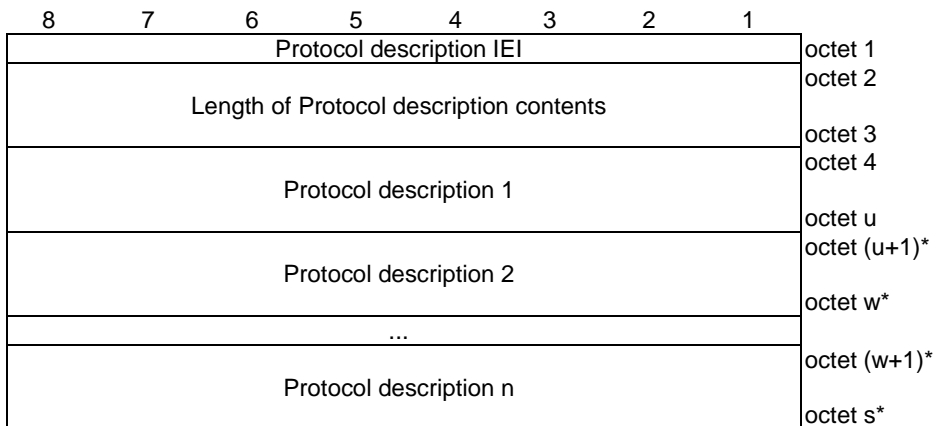 8 7 6 5 4 3 2 1
Protocol description IEI octet 1
octet 2
Length of Protocol description contents
octet 3
octet 4
Protocol description 1
octet u
octet (u+1)*
Protocol description 2
octet w*
...
octet (w+1)*
Protocol description n
octet s*